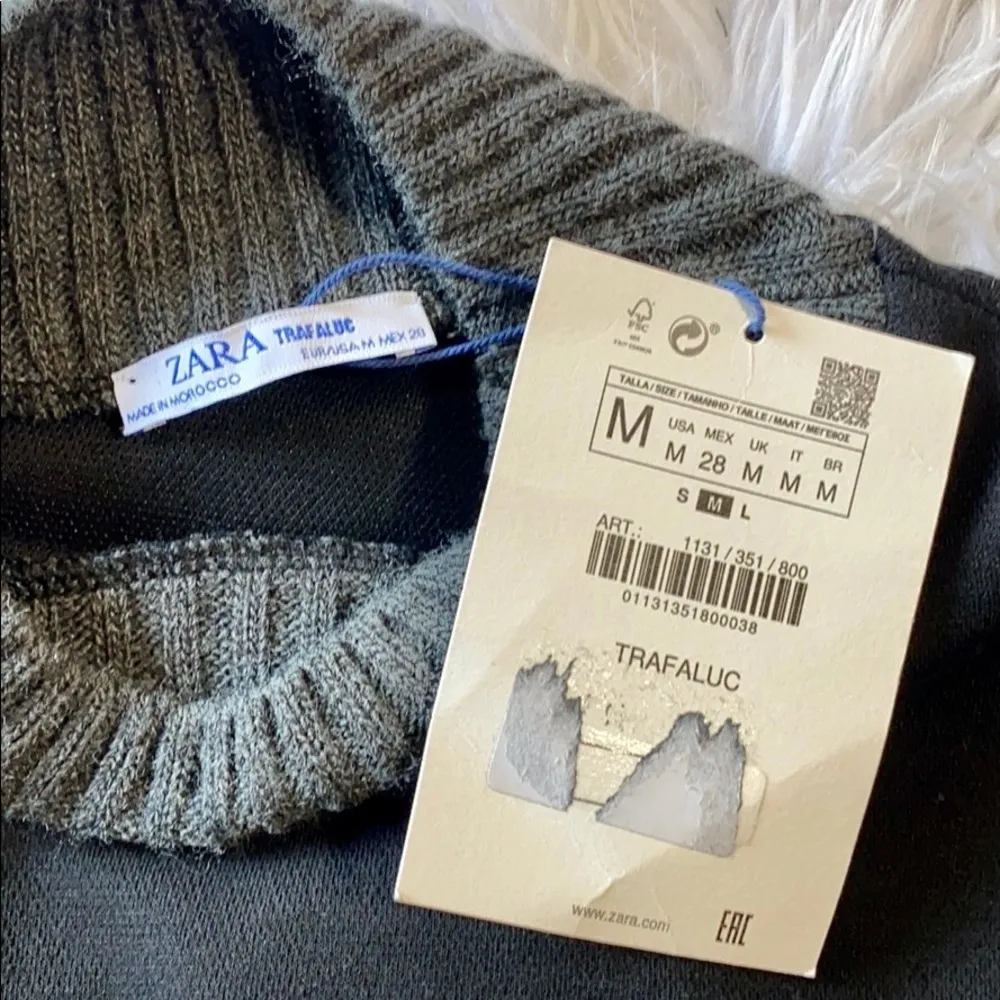 ZARA TRAFALUC
EUR/USA M MEX 28
MADE IN MOROCCO
FSC
TALLA / SIZE / TAMANHO / TAILLE / MAAT / ΜΕΓΕΘΟΣ
M
USA MEX UK IT BR
M 28 M M M
S M L
ART.: 1131 / 351 / 800
01131351800038
TRAFALUC
www.zara.com
EAC